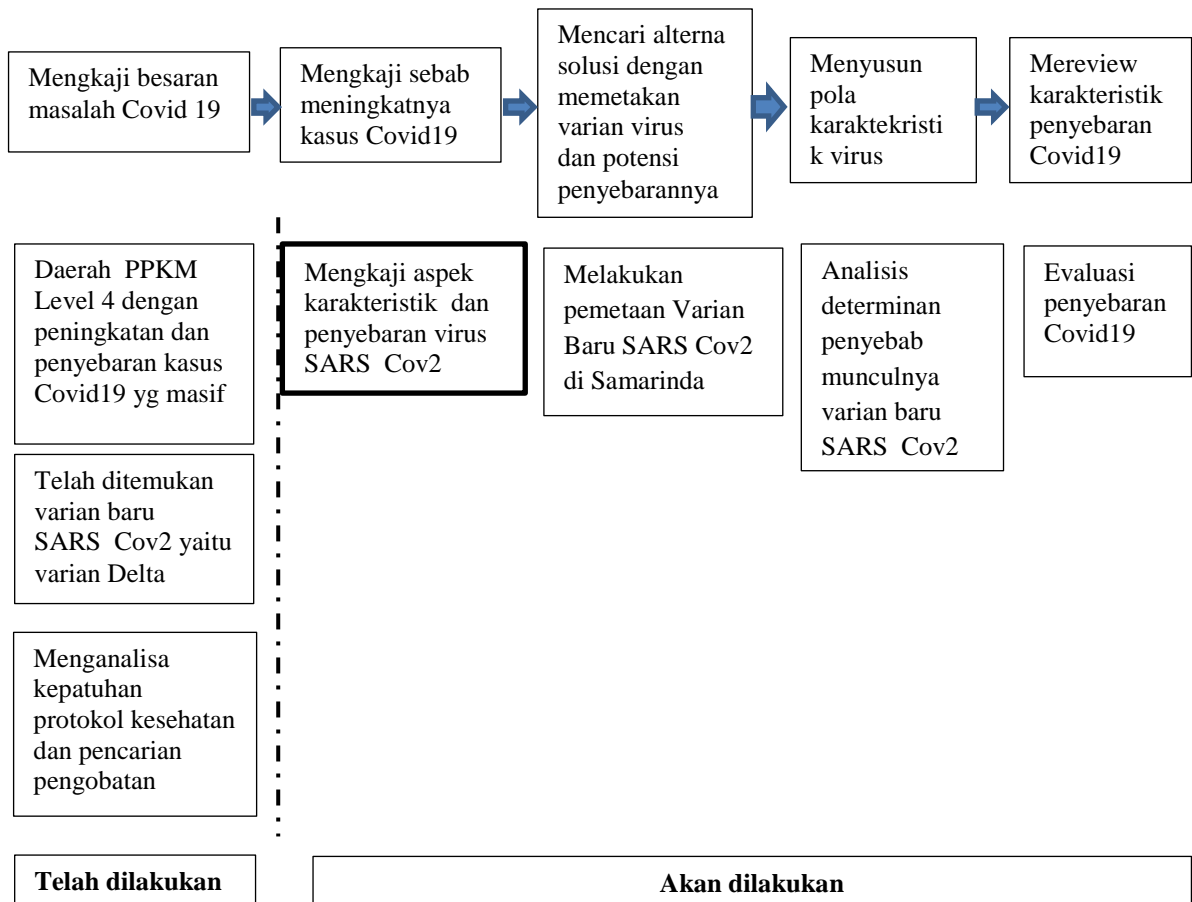 Mengkaji besaran
masalah Covid 19
Mengkaji sebab
meningkatnya
kasus Covid19
Mencari alterna
solusi dengan
memetakan
varian virus
dan potensi
penyebarannya
Menyusun
pola
karaktekristi
k virus
Mereview
karakteristik
penyebaran
Covid19
Daerah PPKM
Level 4 dengan
peningkatan dan
penyebaran kasus
Covid19 yg masif
Telah ditemukan
varian baru
SARS Cov2 yaitu
varian Delta
Menganalisa
kepatuhan
protokol kesehatan
dan pencarian
pengobatan
Mengkaji aspek
karakteristik dan
penyebaran virus
SARS Cov2
Melakukan
pemetaan Varian
Baru SARS Cov2
di Samarinda
Analisis
determinan
penyebab
munculnya
varian baru
SARS Cov2
Evaluasi
penyebaran
Covid19
Telah dilakukan
Akan dilakukan